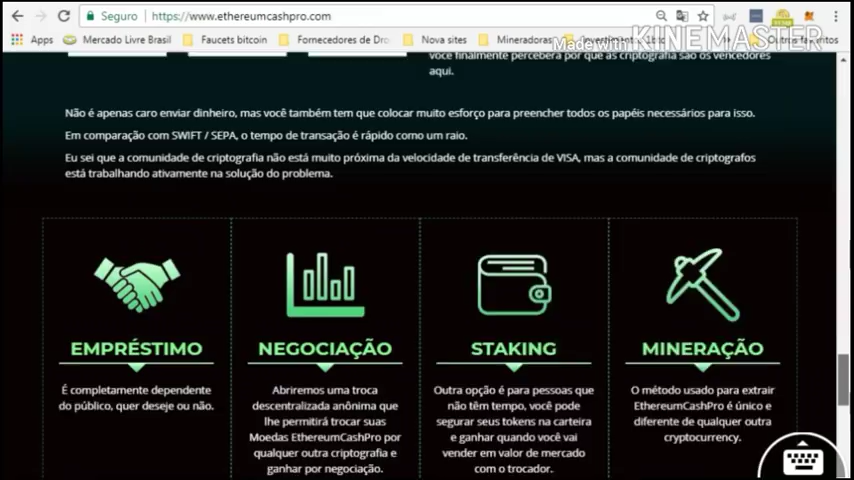 Seguro https://www.ethereumcashpro.com
Apps Mercado Livre Brasil Faucets bitcoin Fornecedores de Dro Nova sites Mineradoras Outros favoritos
Made with KINEMASTER
você finalmente perceberá por que as criptografia são os vencedores
aqui.
Não é apenas caro enviar dinheiro, mas você também tem que colocar muito esforço para preencher todos os papéis necessários para isso.
Em comparação com SWIFT / SEPA, o tempo de transação é rápido como um raio.
Eu sei que a comunidade de criptografia não está muito próxima da velocidade de transferência de VISA, mas a comunidade de criptografos
está trabalhando ativamente na solução do problema.
EMPRÉSTIMO
É completamente dependente
do público, quer deseje ou não.
NEGOCIAÇÃO
Abriremos uma troca
descentralizada anônima que
lhe permitirá trocar suas
Moedas EthereumCashPro por
qualquer outra criptografia e
ganhar por negociação.
STAKING
Outra opção é para pessoas que
não têm tempo, você pode
segurar seus tokens na carteira
e ganhar quando você vai
vender em valor de mercado
com o trocador.
MINERAÇÃO
O método usado para extrair
EthereumCashPro é único e
diferente de qualquer outra
cryptocurrency.